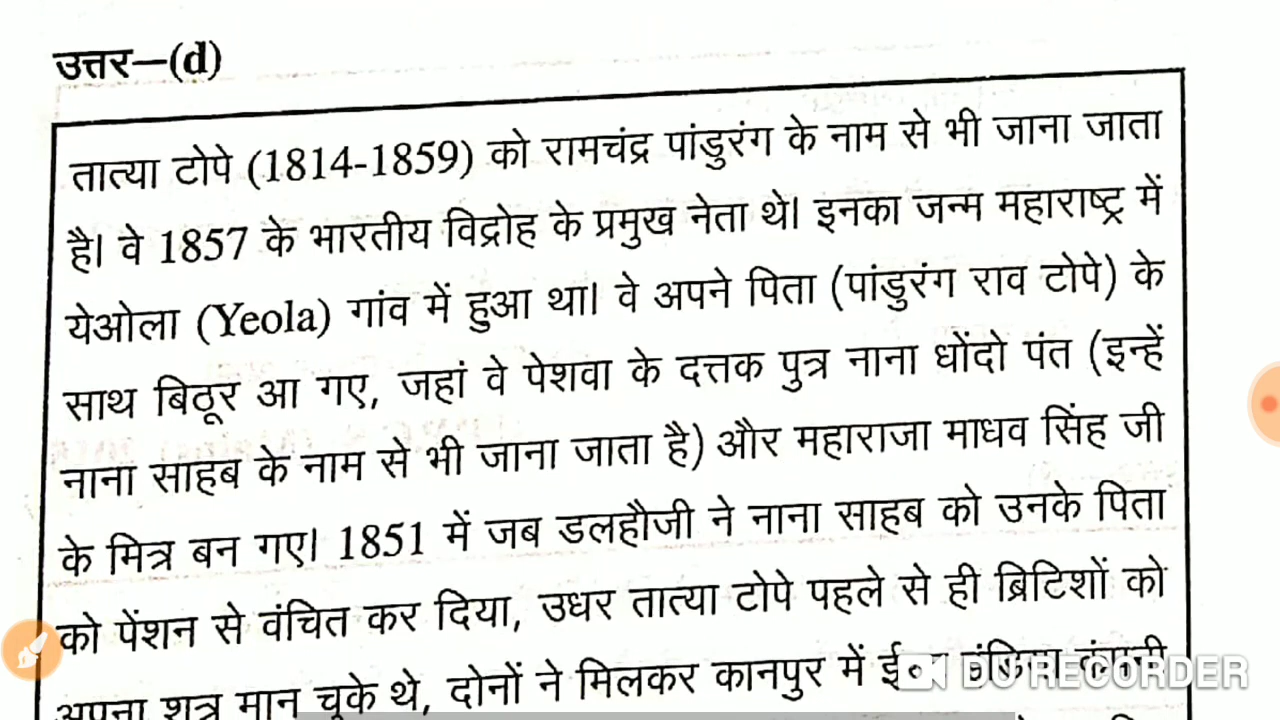 उत्तर—(d)
तात्या टोपे (1814-1859) को रामचंद्र पांडुरंग के नाम से भी जाना जाता
है। वे 1857 के भारतीय विद्रोह के प्रमुख नेता थे। इनका जन्म महाराष्ट्र में
येओला (Yeola) गांव में हुआ था। वे अपने पिता (पांडुरंग राव टोपे) के
साथ बिठूर आ गए, जहां वे पेशवा के दत्तक पुत्र नाना धोंदो पंत (इन्हें
नाना साहब के नाम से भी जाना जाता है) और महाराजा माधव सिंह जी
के मित्र बन गए। 1851 में जब डलहौजी ने नाना साहब को उनके पिता
को पेंशन से वंचित कर दिया, उधर तात्या टोपे पहले से ही ब्रिटिशों को
अपना शत्रु मान चुके थे, दोनों ने मिलकर कानपुर में
DU RECORDER